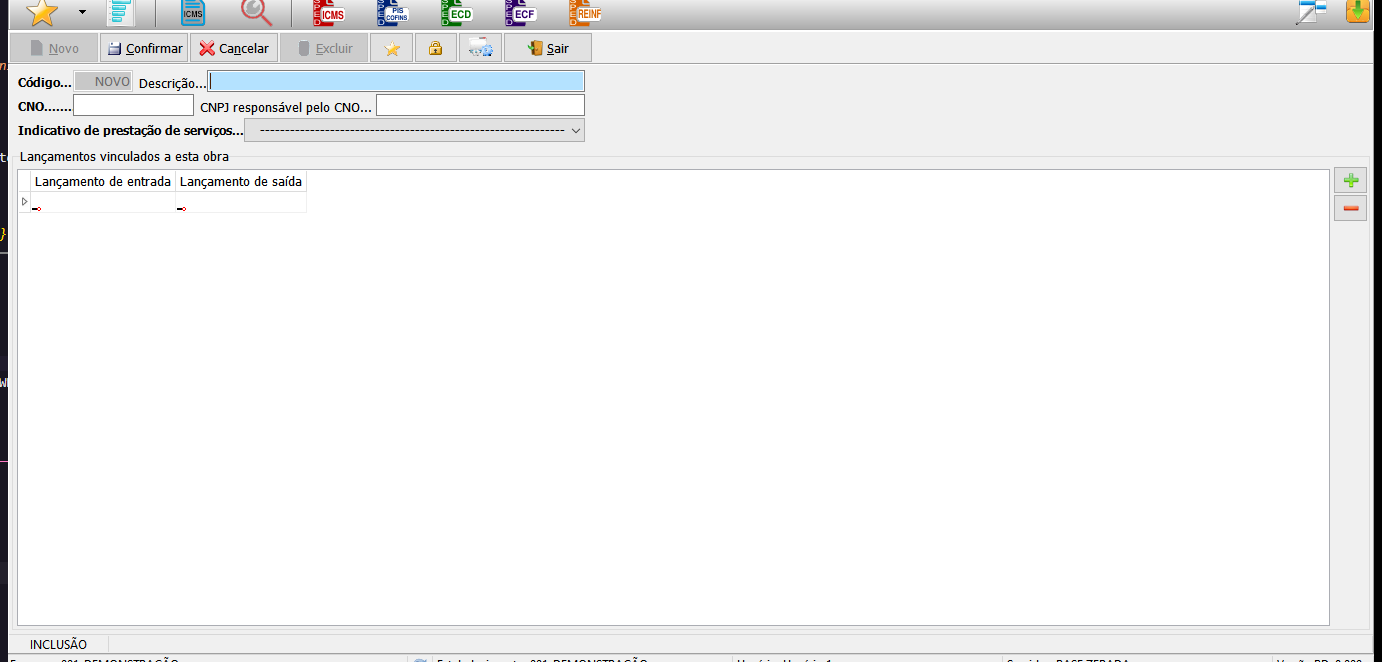 ICMS ICMS PIS COFINS ECD ECF REINF
Novo Confirmar Cancelar Excluir Sair
Código... NOVO Descrição...
CNO....... CNPJ responsável pelo CNO...
Indicativo de prestação de serviços... -------------------------------------------------------------
Lançamentos vinculados a esta obra
Lançamento de entrada Lançamento de saída
INCLUSÃO